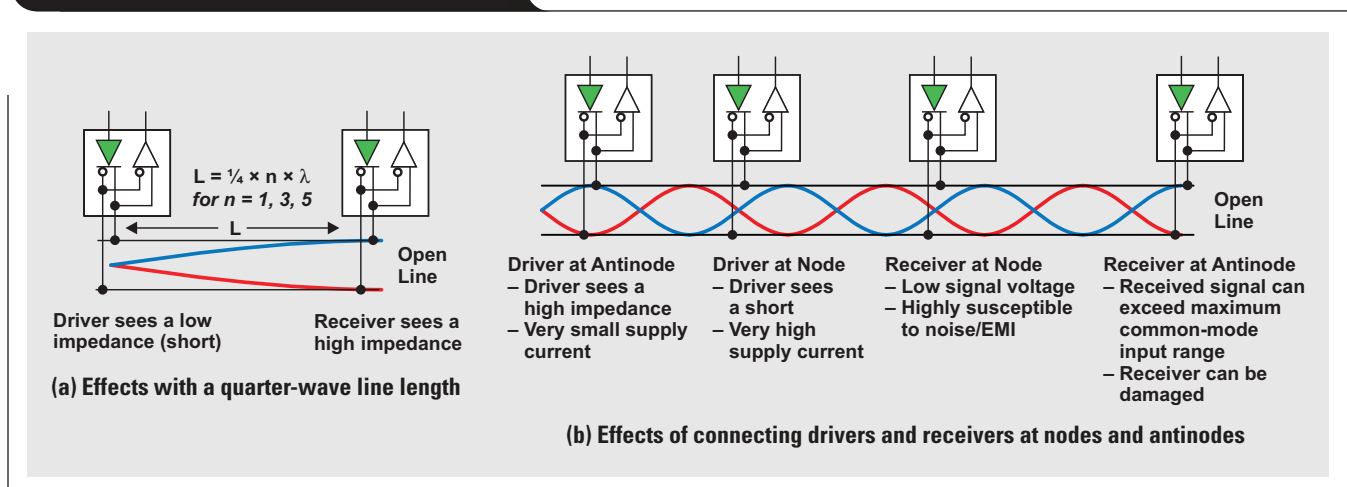 L = ¼ × n × λ
for n = 1, 3, 5
L
Open
Line
Driver sees a low
impedance (short)
Receiver sees a
high impedance
(a) Effects with a quarter-wave line length
Open
Line
Driver at Antinode
– Driver sees a
high impedance
– Very small supply
current
Driver at Node
– Driver sees
a short
– Very high
supply current
Receiver at Node
– Low signal voltage
– Highly susceptible
to noise/EMI
Receiver at Antinode
– Received signal can
exceed maximum
common-mode
input range
– Receiver can be
damaged
(b) Effects of connecting drivers and receivers at nodes and antinodes